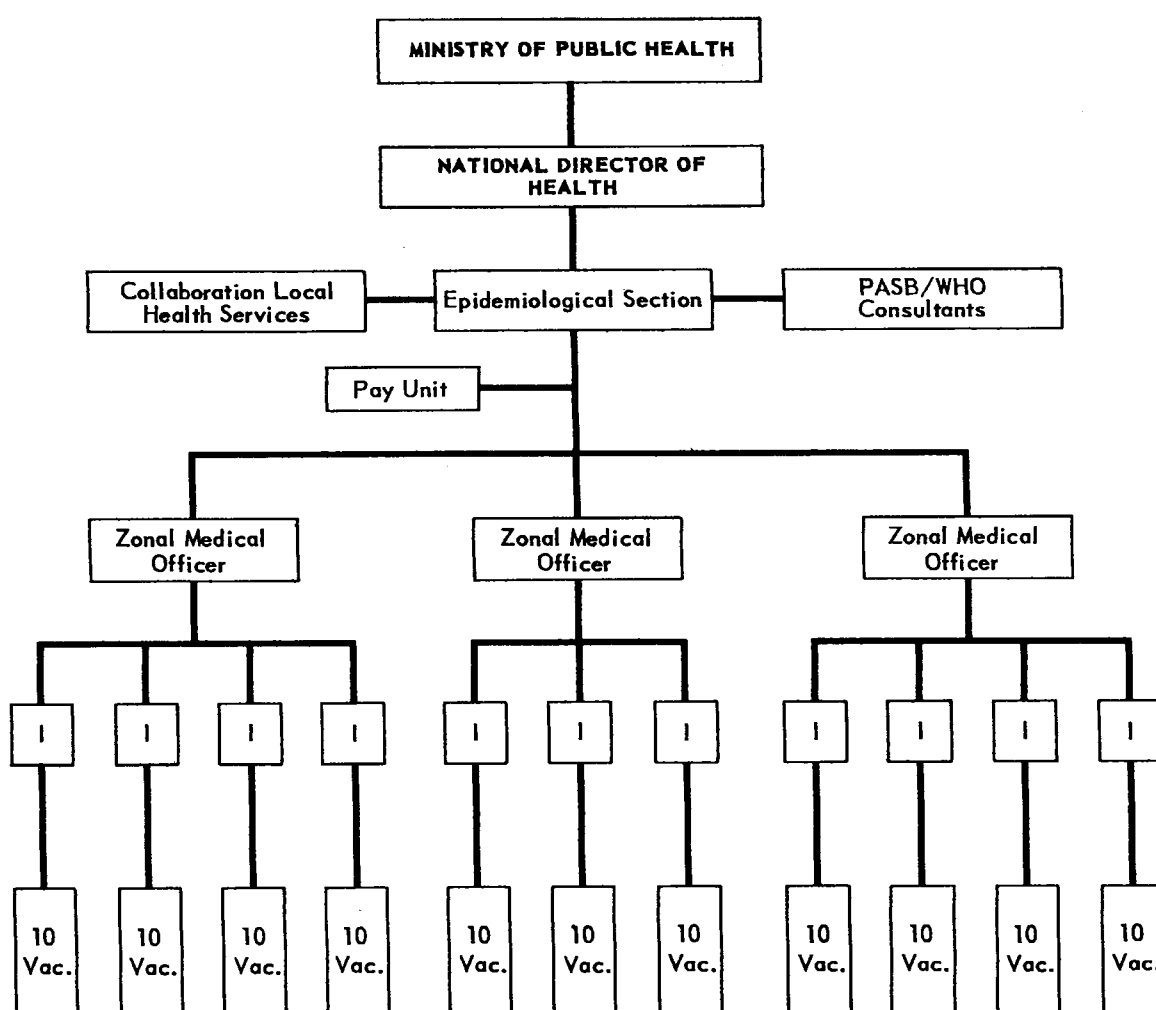 MINISTRY OF PUBLIC HEALTH
NATIONAL DIRECTOR OF
HEALTH
Collaboration Local
Health Services
Epidemiological Section
PASB/WHO
Consultants
Pay Unit
Zonal Medical
Officer
Zonal Medical
Officer
Zonal Medical
Officer
I
I
I
I
I
I
I
I
I
I
I
10
Vac.
10
Vac.
10
Vac.
10
Vac.
10
Vac.
10
Vac.
10
Vac.
10
Vac.
10
Vac.
10
Vac.
10
Vac.